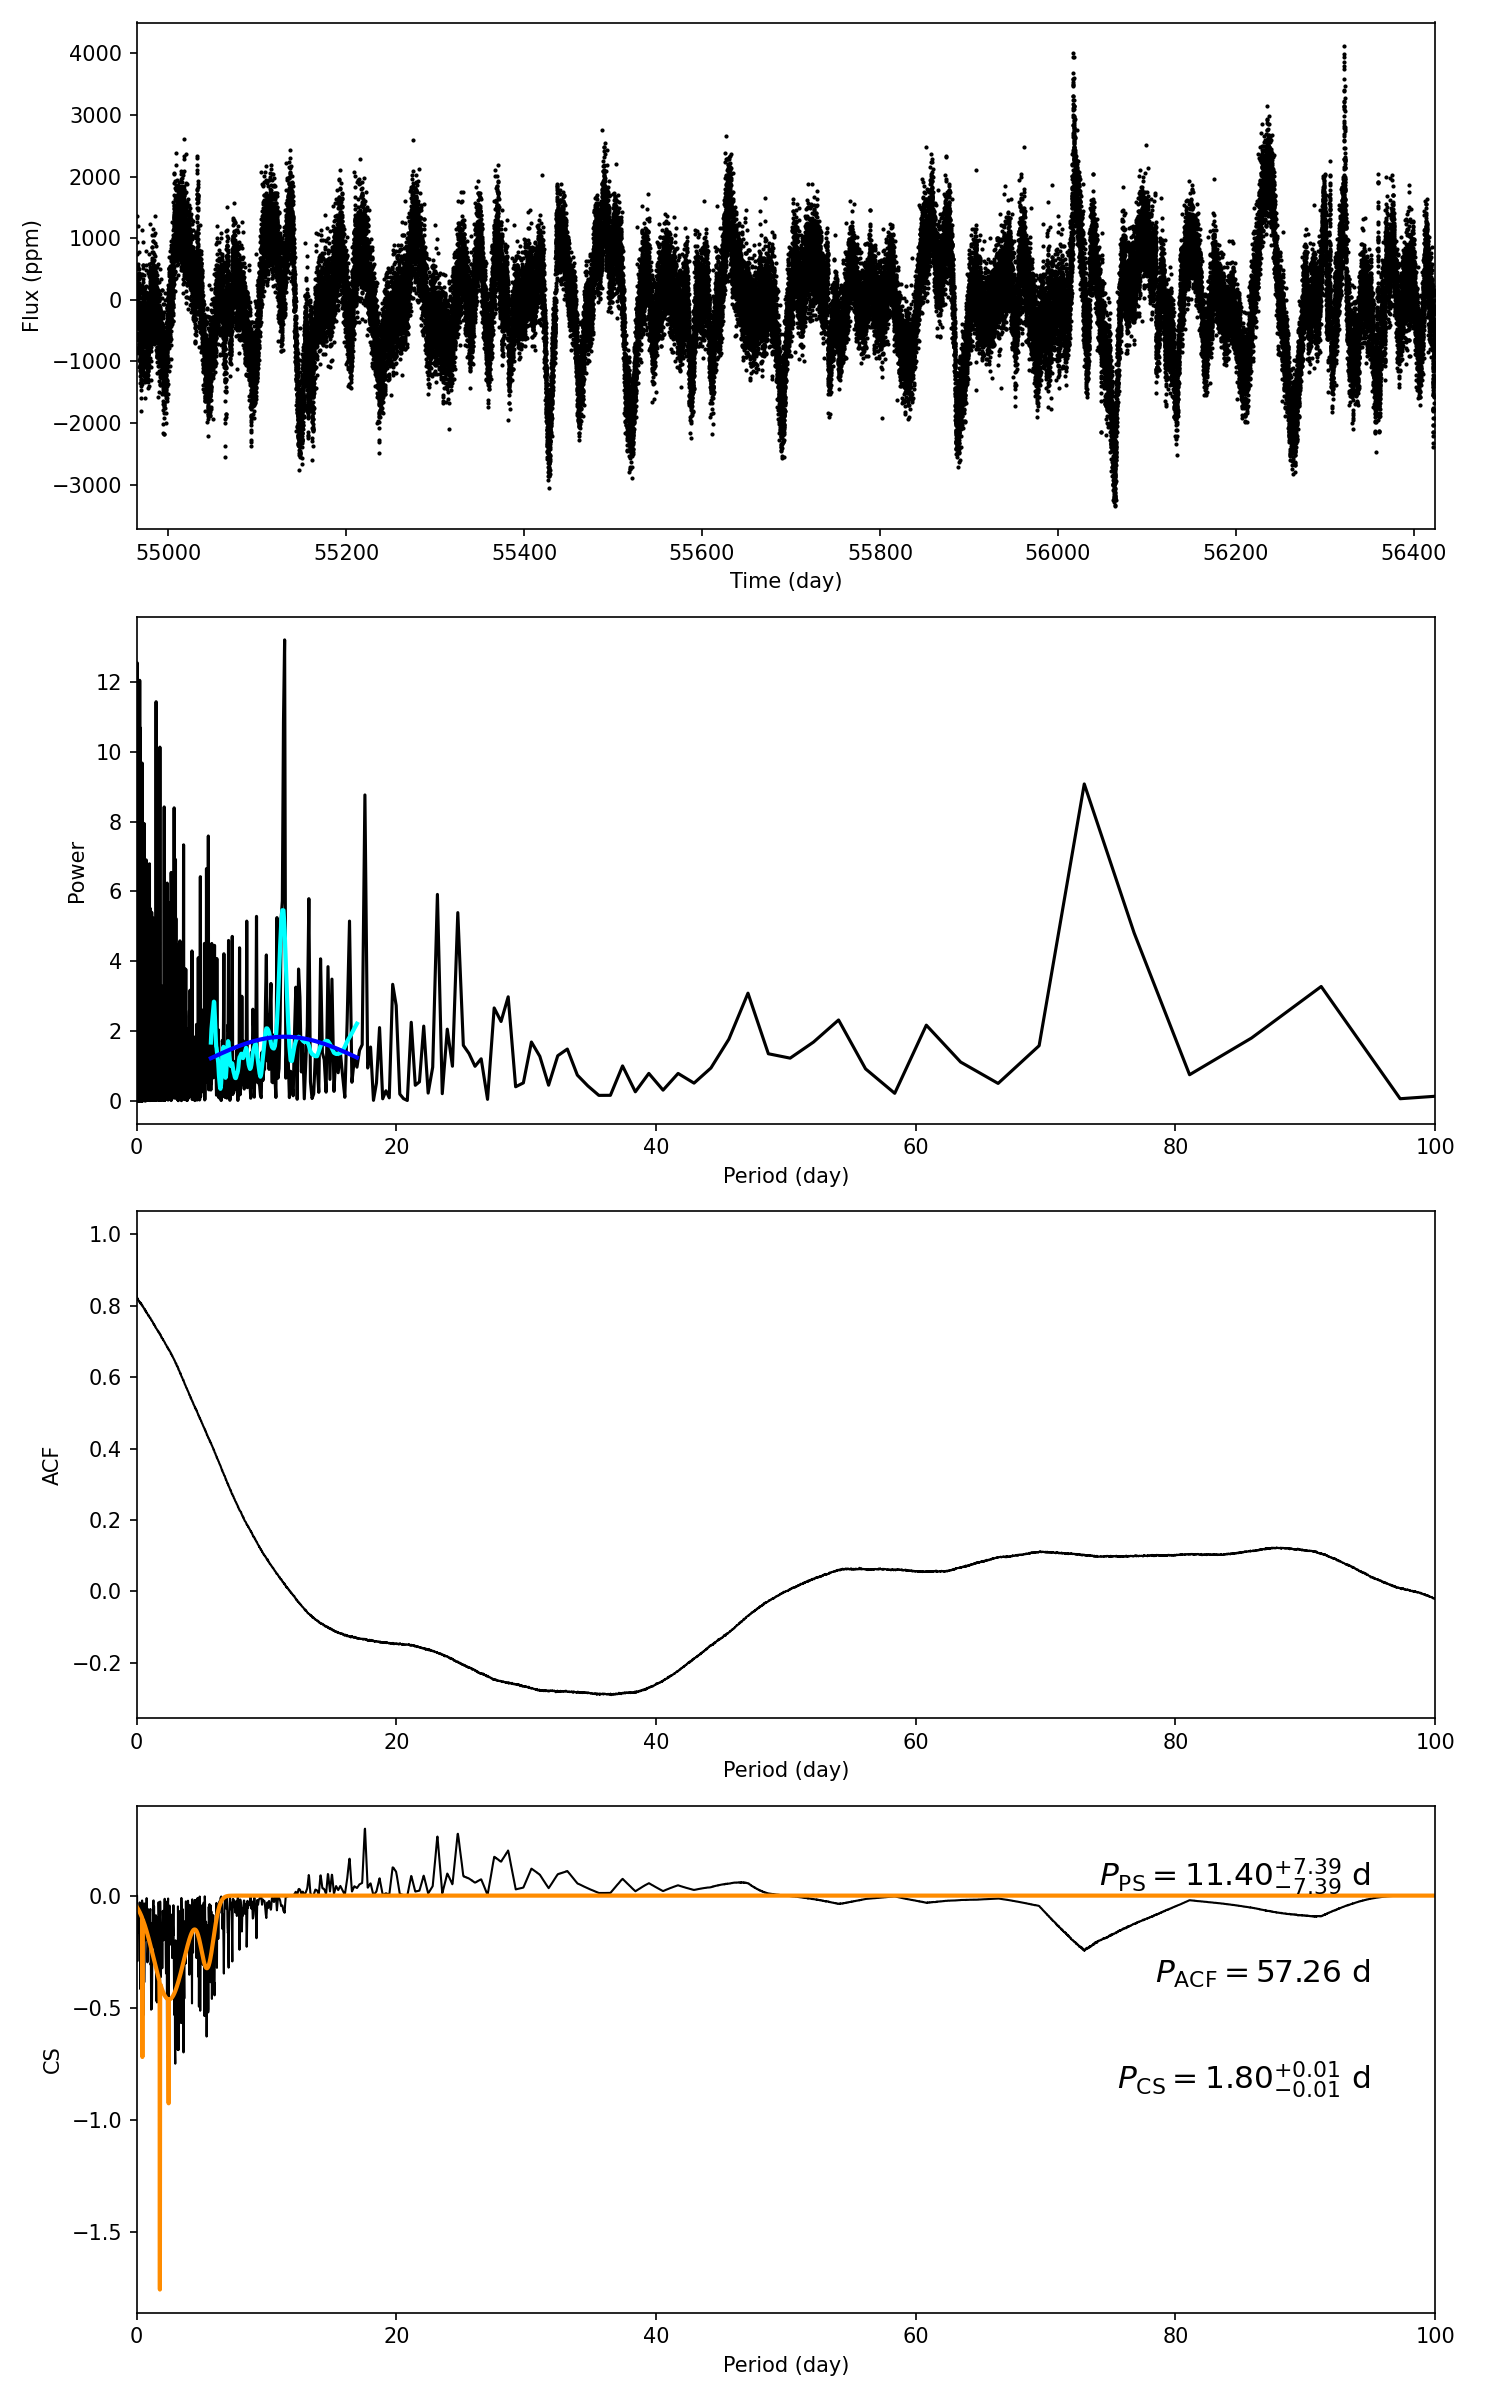 4000
3000
2000
1000
0
−1000
−2000
−3000
Flux (ppm)
55000 55200 55400 55600 55800 56000 56200 56400
Time (day)
12
10
8
6
4
2
0
Power
0 20 40 60 80 100
Period (day)
1.0
0.8
0.6
0.4
0.2
0.0
−0.2
ACF
0 20 40 60 80 100
Period (day)
0.0
−0.5
−1.0
−1.5
CS
P_PS = 11.40^{+7.39}_{−7.39} d
P_ACF = 57.26 d
P_CS = 1.80^{+0.01}_{−0.01} d
0 20 40 60 80 100
Period (day)